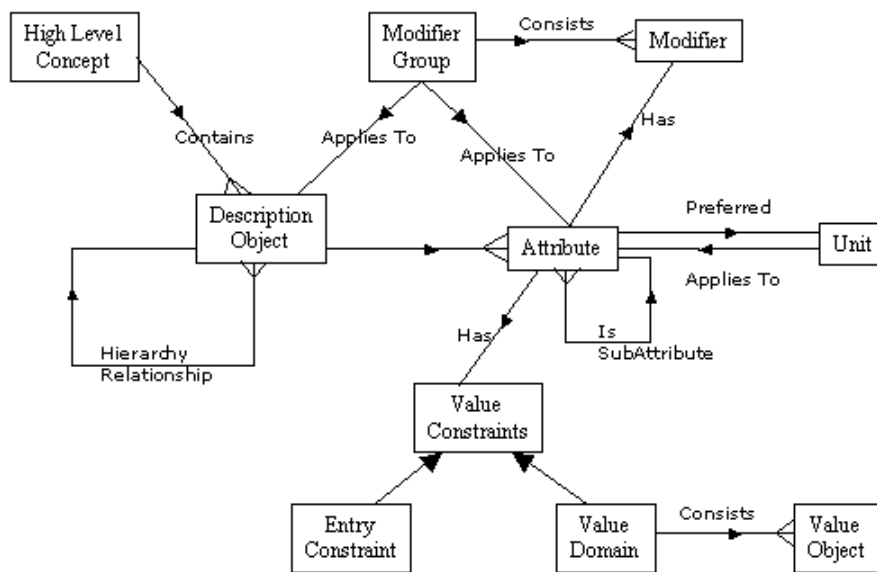 High Level
Concept
Modifier
Group
Consists
Modifier
Contains
Applies To
Applies To
Has
Description
Object
Attribute
Preferred
Unit
Applies To
Hierarchy
Relationship
Has
Is
SubAttribute
Value
Constraints
Entry
Constraint
Value
Domain
Consists
Value
Object